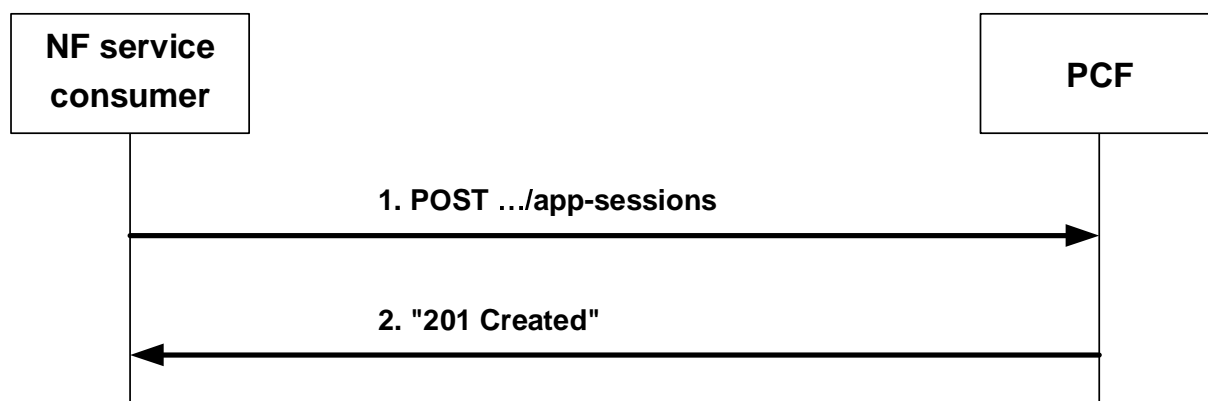 NF service
consumer
PCF
1. POST …/app-sessions
2. "201 Created"